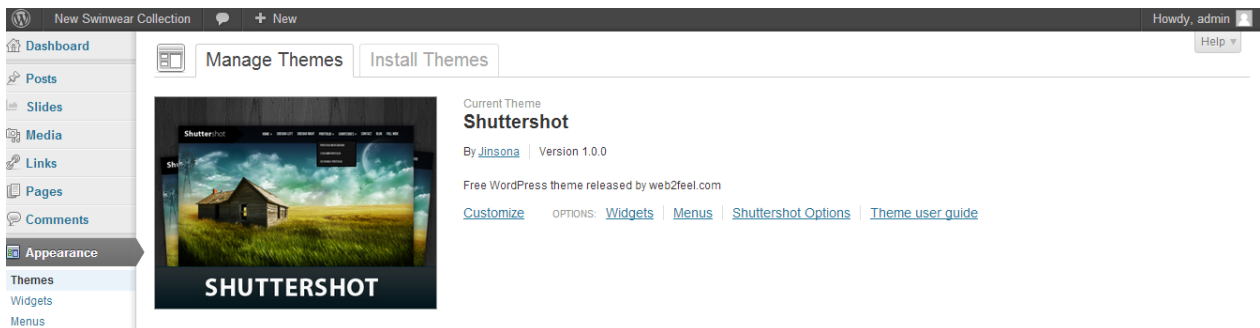 New Swinwear Collection + New Howdy, admin
Help
Dashboard
Posts
Slides
Media
Links
Pages
Comments
Appearance
Themes
Widgets
Menus
Manage Themes Install Themes
Shuttershot
SHUTTERSHOT
Current Theme
Shuttershot
By Jinsona Version 1.0.0
Free WordPress theme released by web2feel.com
Customize OPTIONS: Widgets Menus Shuttershot Options Theme user guide